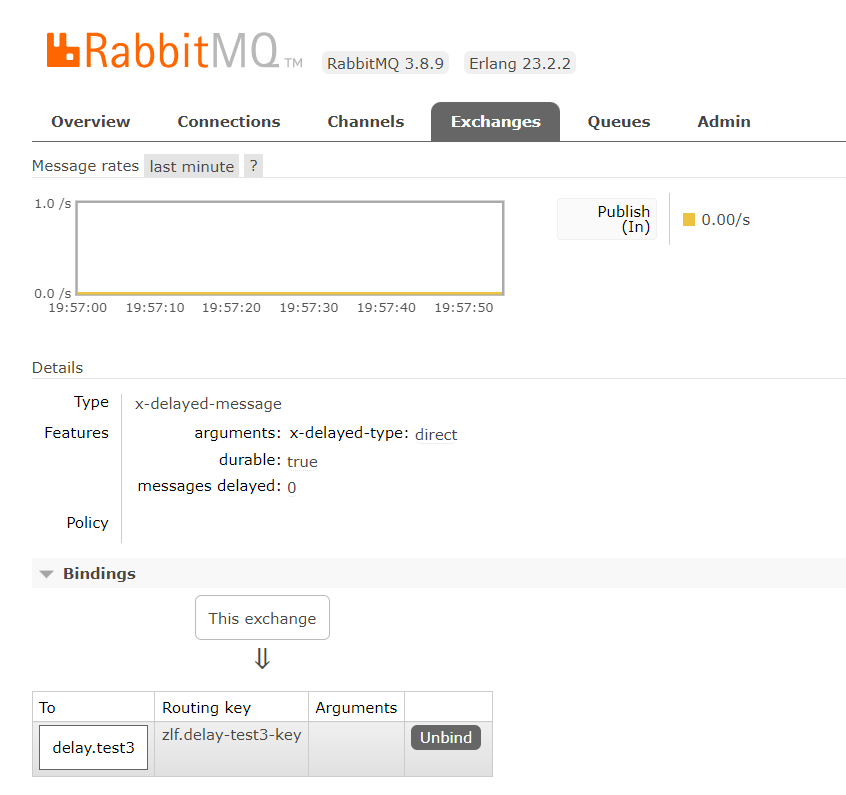 RabbitMQ TM RabbitMQ 3.8.9 Erlang 23.2.2
Overview Connections Channels Exchanges Queues Admin
Message rates last minute ?
1.0 /s
Publish
(In)
0.00/s
0.0 /s
19:57:00 19:57:10 19:57:20 19:57:30 19:57:40 19:57:50
Details
Type x-delayed-message
Features arguments: x-delayed-type: direct
durable: true
messages delayed: 0
Policy
Bindings
This exchange
⇓
To Routing key Arguments
delay.test3 zlf.delay-test3-key Unbind